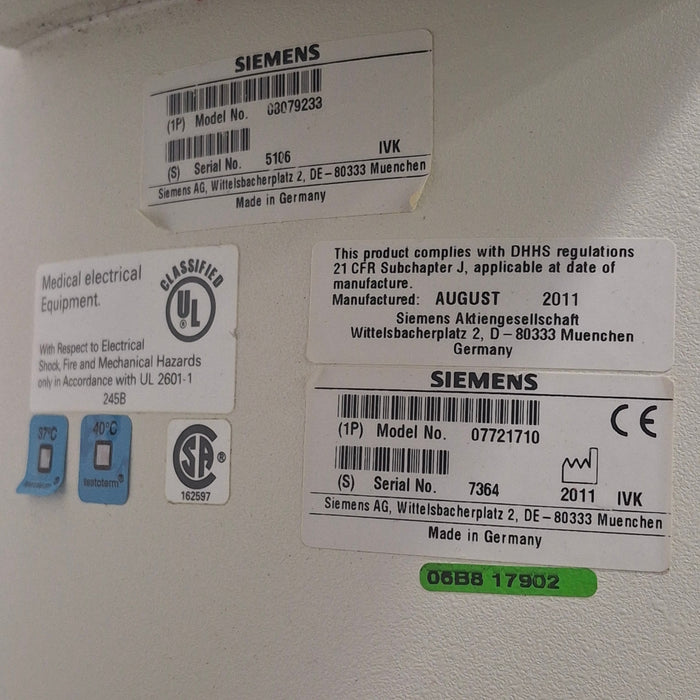 SIEMENS
(1P) Model No. 03079233
(S) Serial No. 5106 IVK
Siemens AG, Wittelsbacherplatz 2, DE-80333 Muenchen
Made in Germany
Medical electrical
Equipment.
CLASSIFIED
UL
®
With Respect to Electrical
Shock, Fire and Mechanical Hazards
only in Accordance with UL 2601-1
245B
This product complies with DHHS regulations
21 CFR Subchapter J, applicable at date of
manufacture.
Manufactured: AUGUST 2011
Siemens Aktiengesellschaft
Wittelsbacherplatz 2, D-80333 Muenchen
Germany
37°C
40°C
testoterm®
CSA®
162597
SIEMENS
CE
(1P) Model No. 07721710
(S) Serial No. 7364 2011 IVK
Siemens AG, Wittelsbacherplatz 2, DE-80333 Muenchen
Made in Germany
06B8 17902